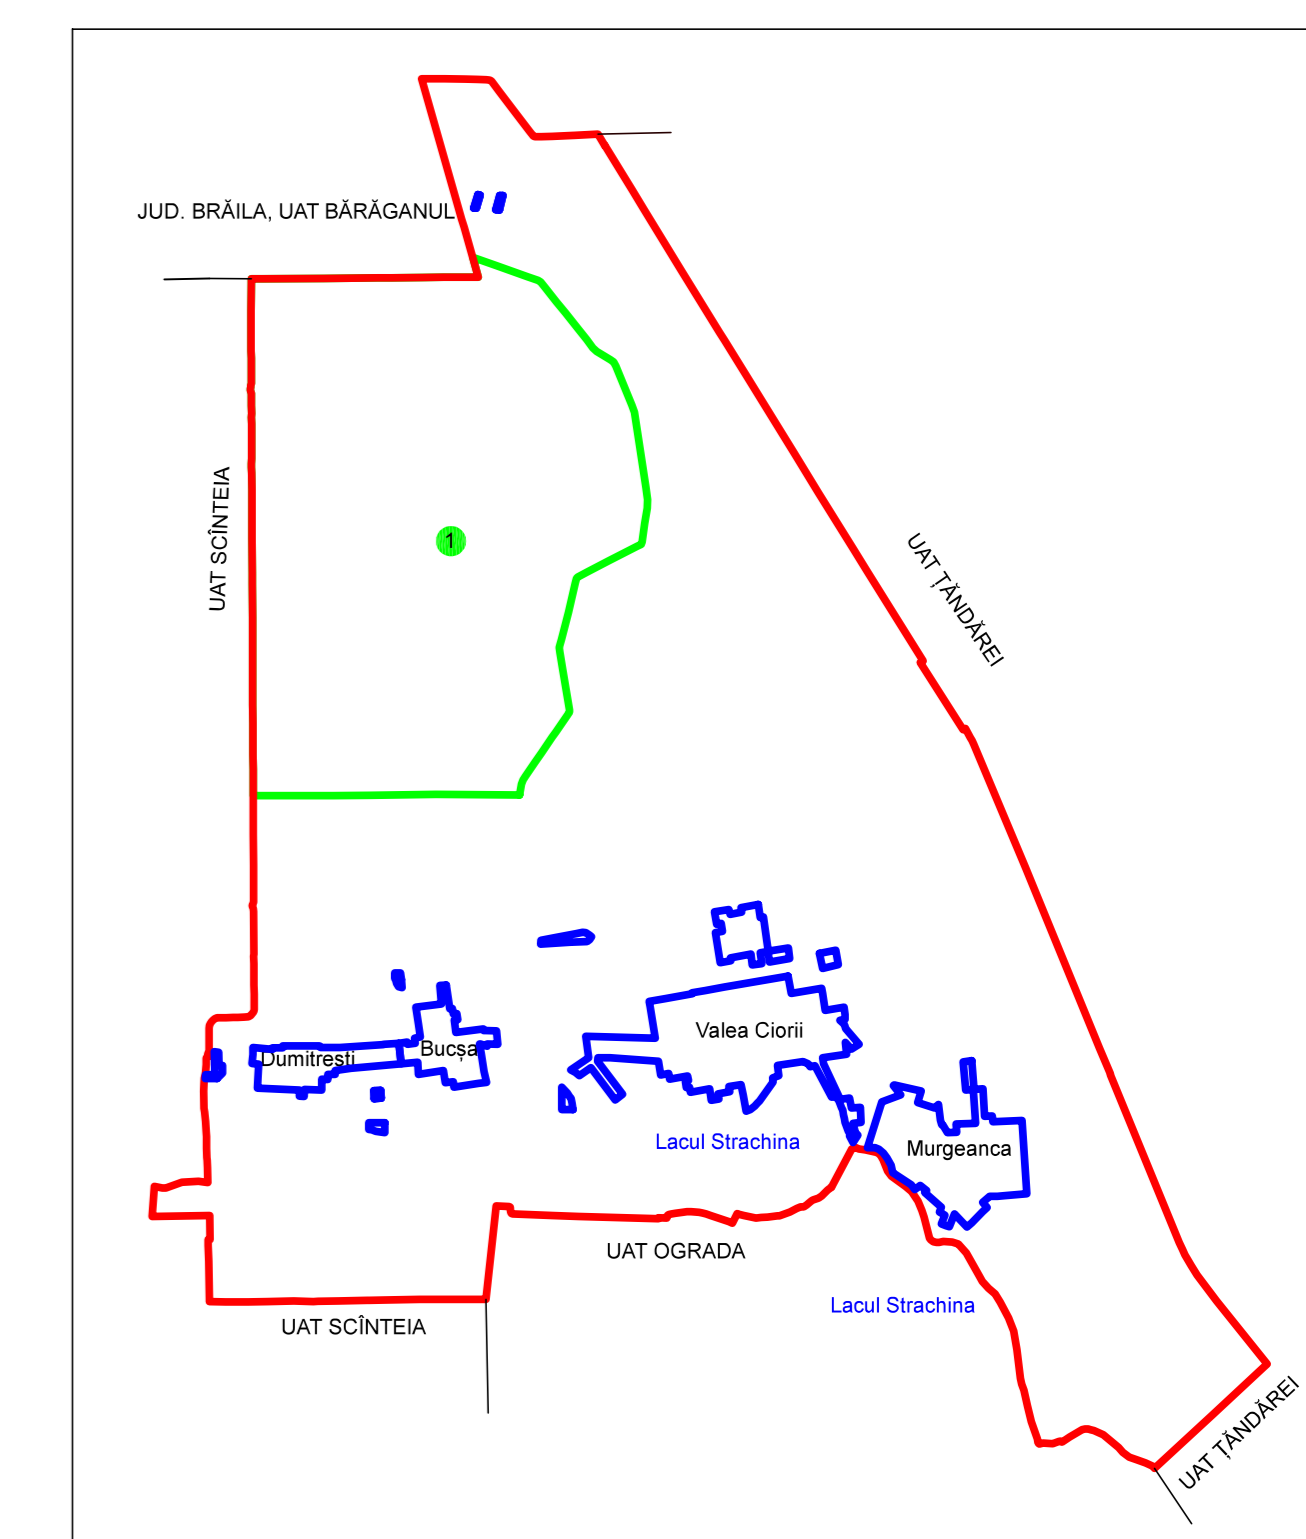 JUD. BRĂILA, UAT BĂRĂGANUL
UAT SCÎNTEIA
1
UAT ȚĂNDĂREI
Valea Ciorii
Dumitrești
Bucșa
Lacul Strachina
Murgeanca
UAT OGRADA
Lacul Strachina
UAT SCÎNTEIA
UAT ȚĂNDĂREI